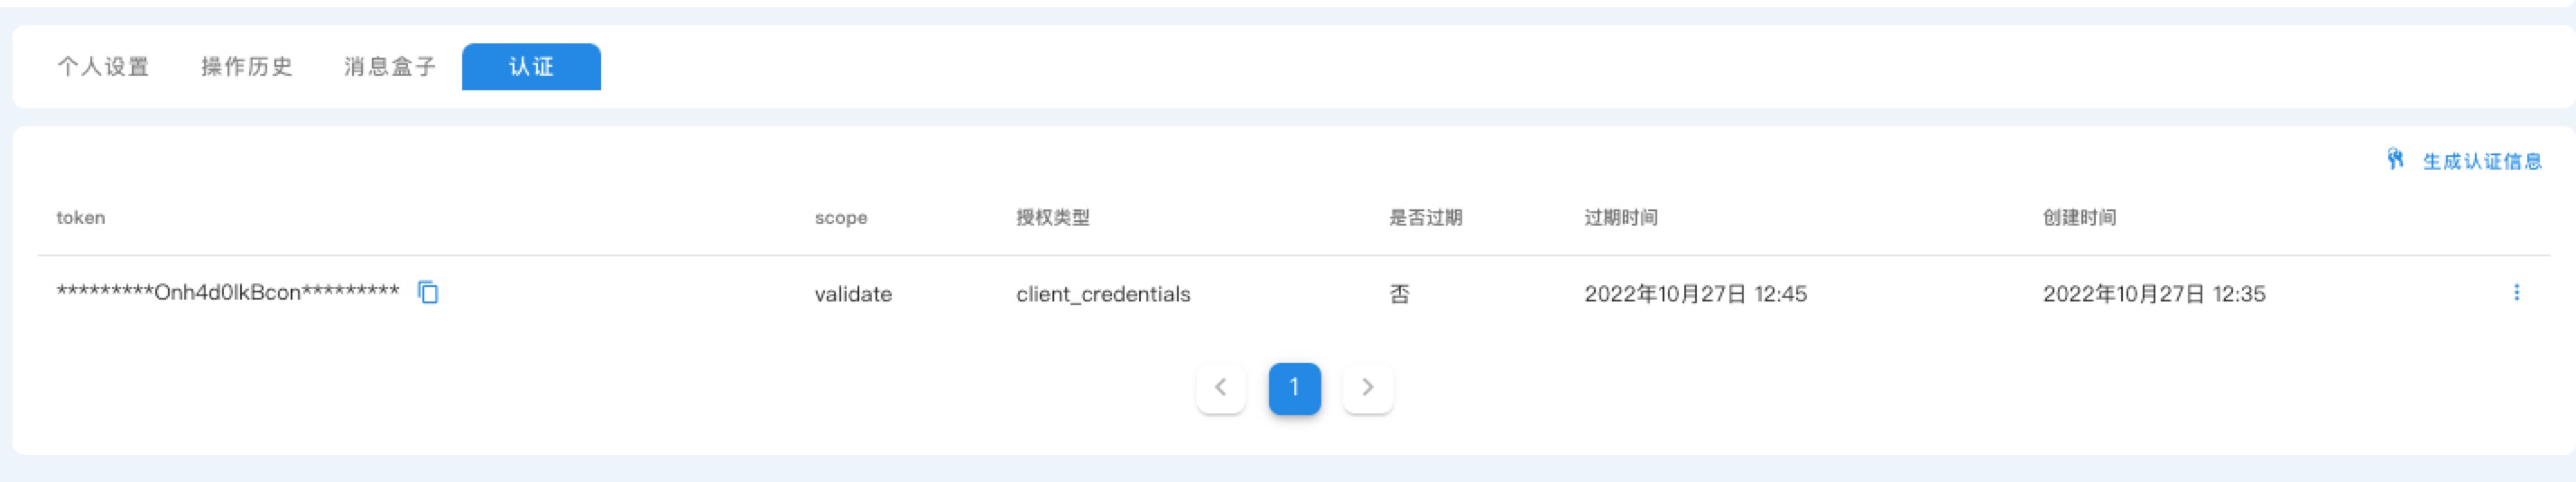 个人设置 操作历史 消息盒子 认证
生成认证信息
token scope 授权类型 是否过期 过期时间 创建时间
*********Onh4d0lkBcon********* validate client_credentials 否 2022年10月27日 12:45 2022年10月27日 12:35
1